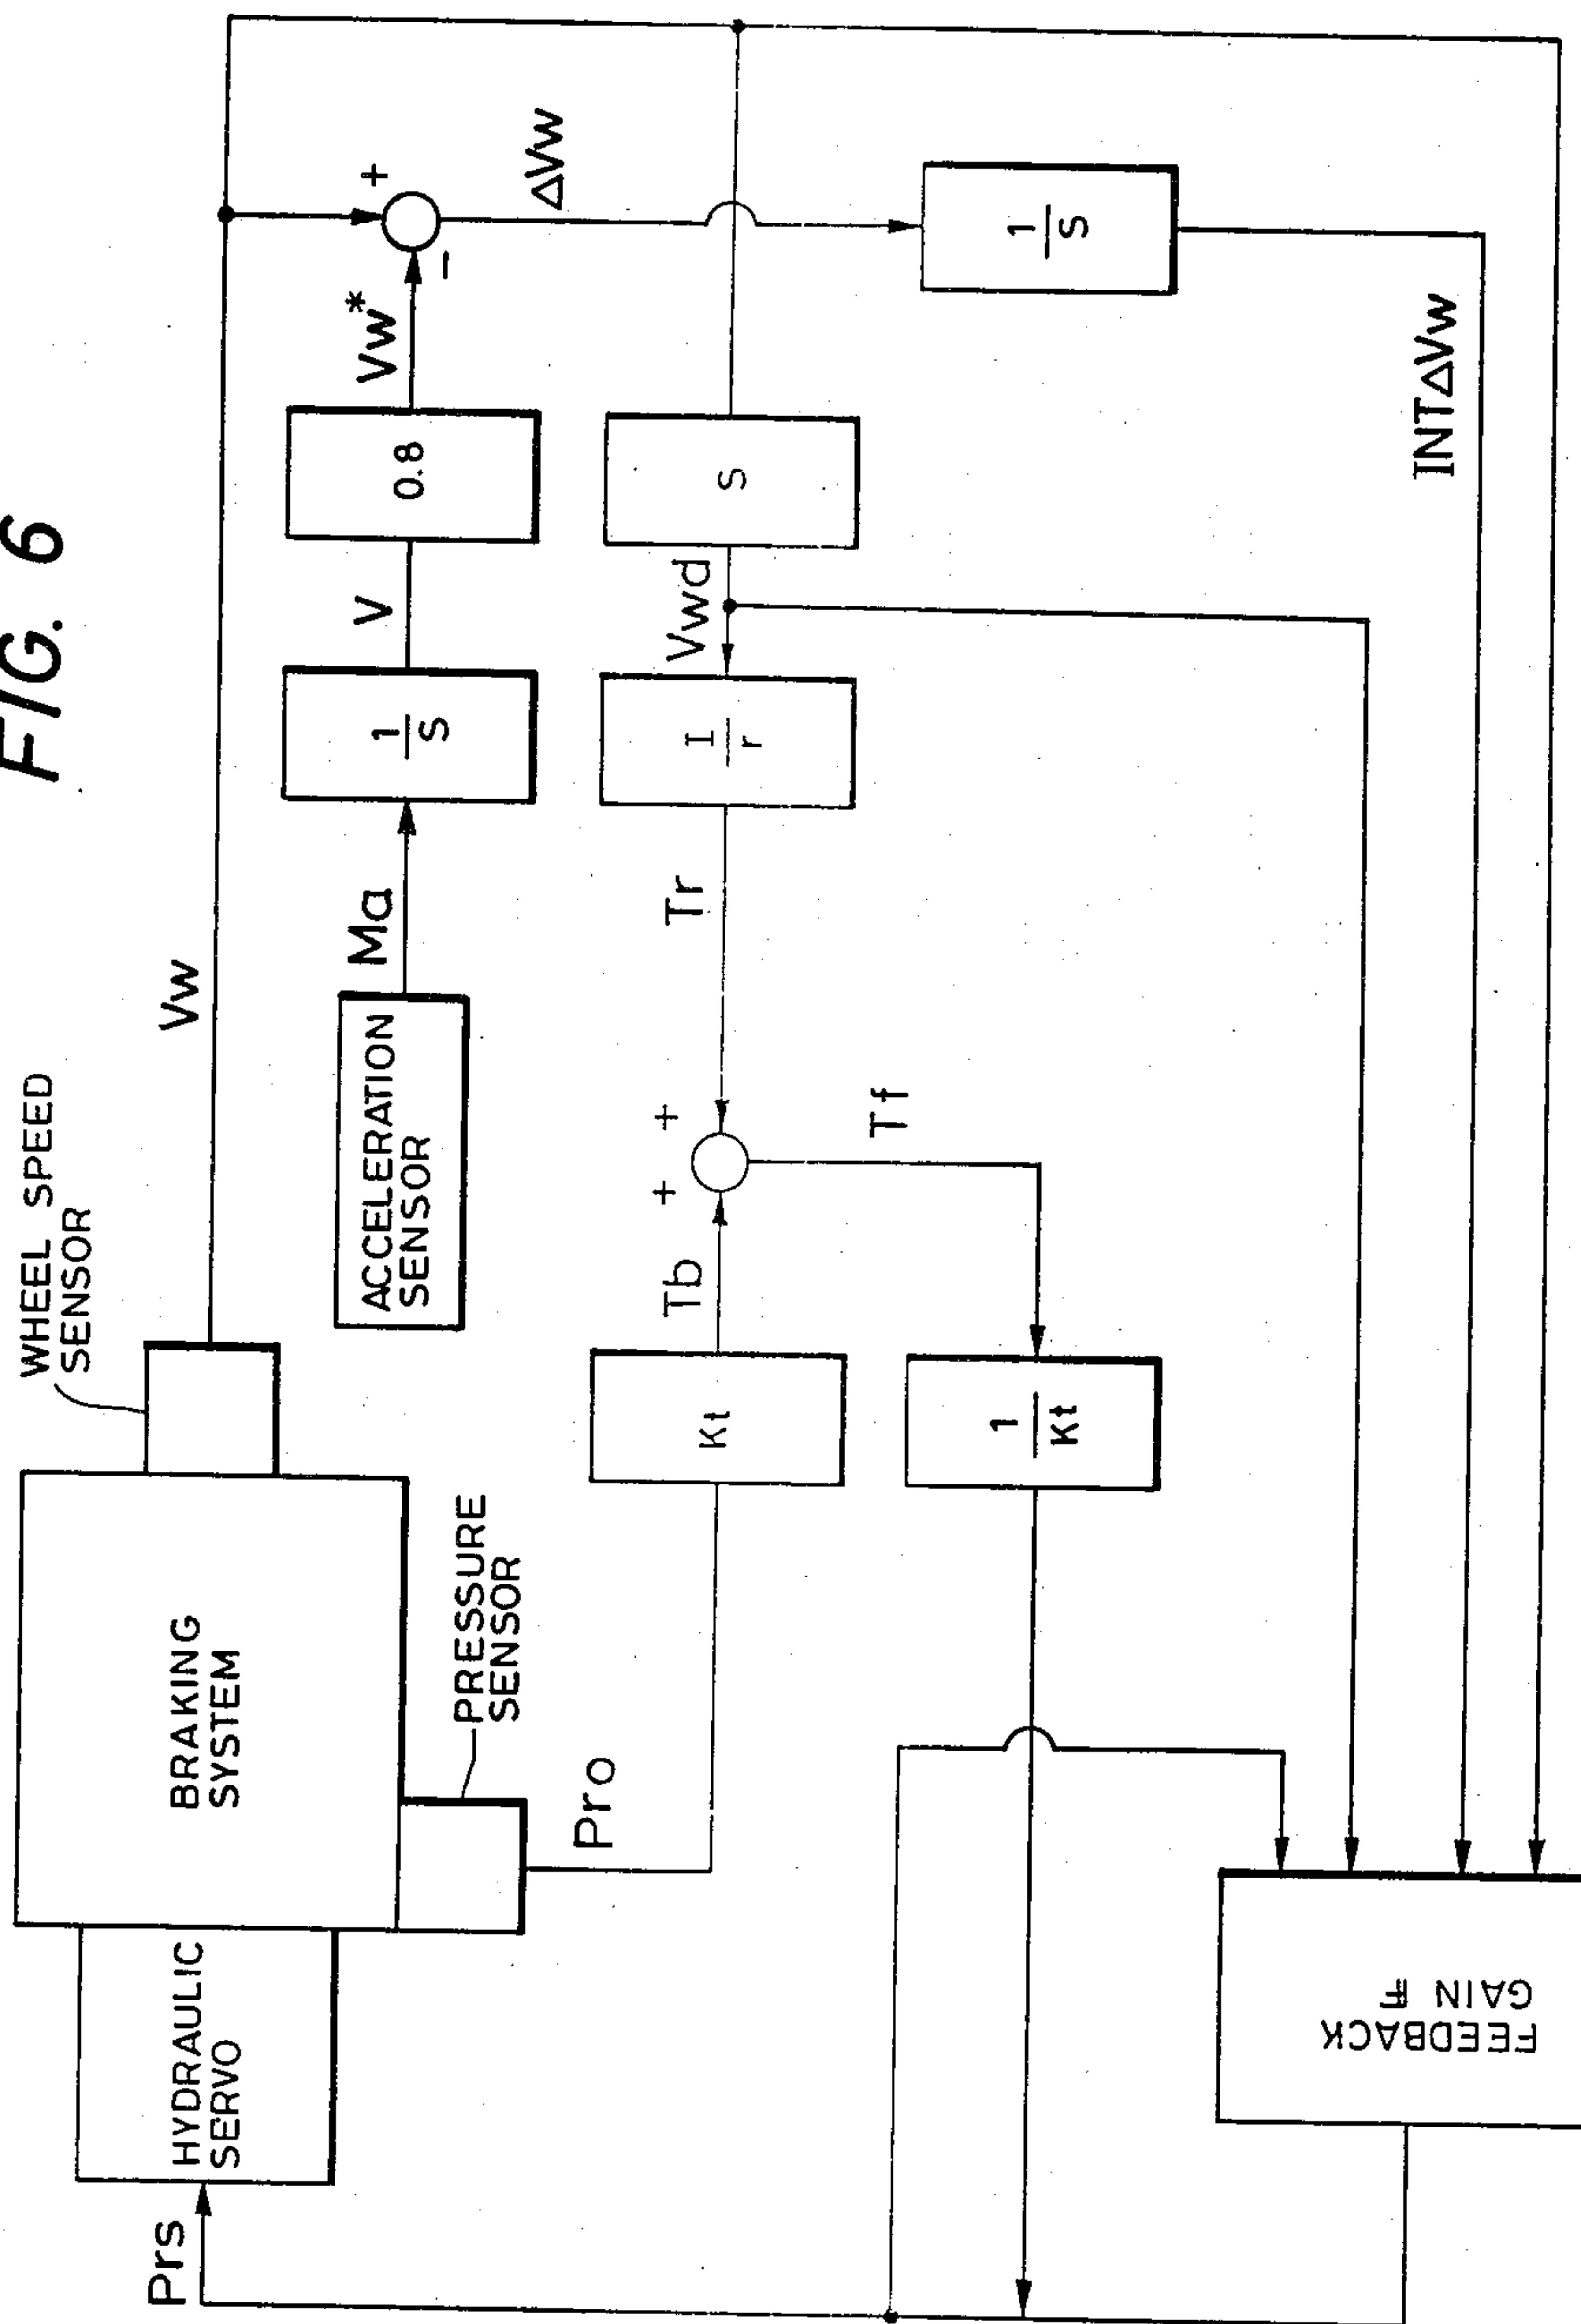 FIG. 6
WHEEL SPEED
SENSOR
Vw
BRAKING
SYSTEM
HYDRAULIC
SERVO
Prs
PRESSURE
SENSOR
Pro
ACCELERATION
SENSOR
Ma
1
S
V
0.8
Vw*
+
−
ΔVw
1
S
INTΔVw
S
Vwd
I
r
Tr
+
+
Tb
Kt
Tf
1
Kt
FEEDBACK
GAIN F